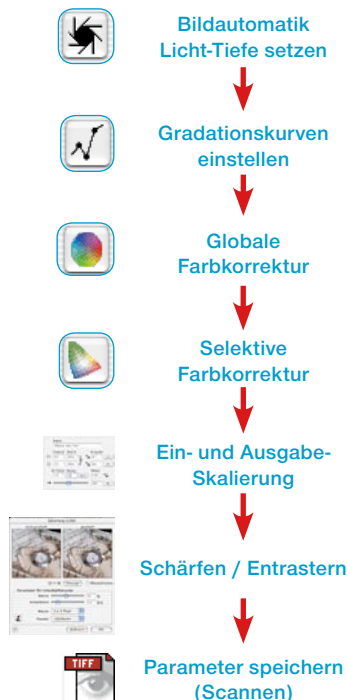 Bildautomatik
Licht-Tiefe setzen
Gradationskurven
einstellen
Globale
Farbkorrektur
Selektive
Farbkorrektur
Ein- und Ausgabe-
Skalierung
Schärfen / Entrastern
TIFF
Parameter speichern
(Scannen)